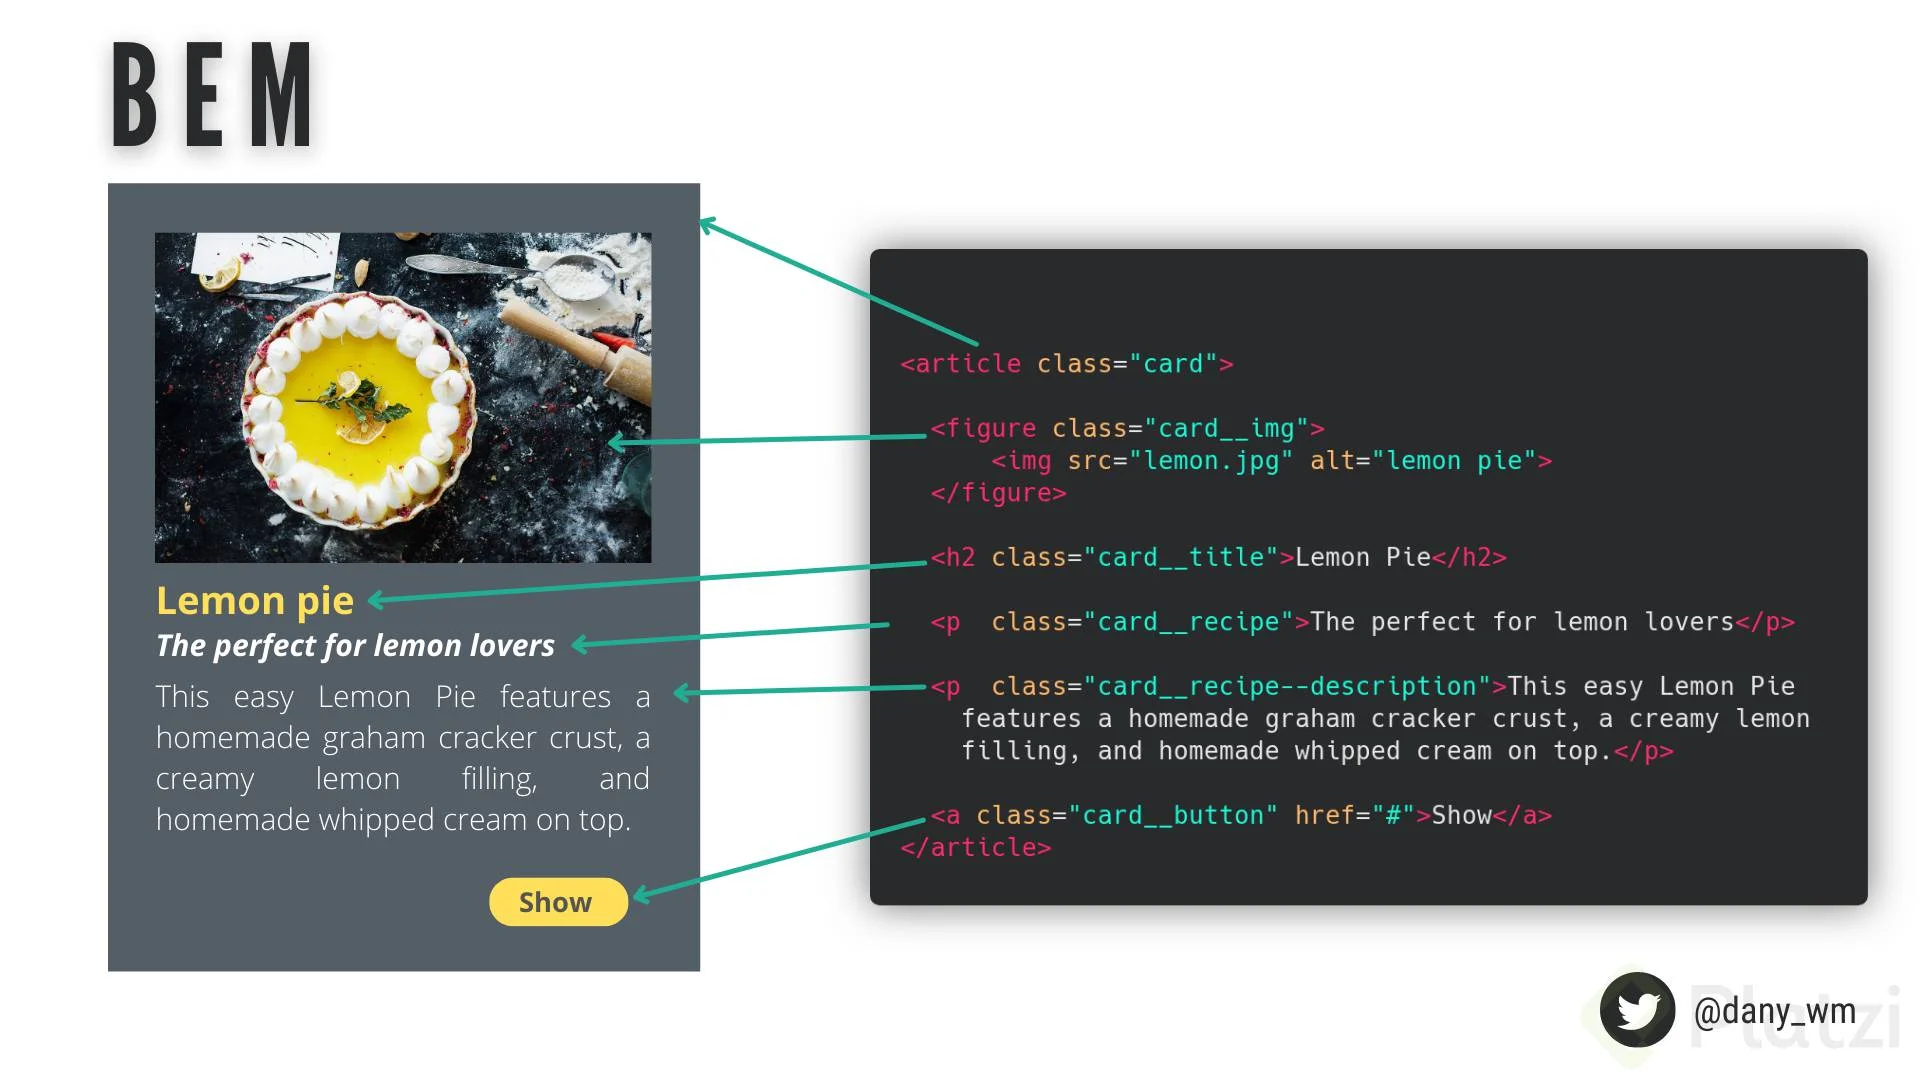 BEM
Lemon pie
The perfect for lemon lovers
This easy Lemon Pie features a
homemade graham cracker crust, a
creamy lemon filling, and
homemade whipped cream on top.
Show
<article class="card">
<figure class="card__img">
<img src="lemon.jpg" alt="lemon pie">
</figure>
<h2 class="card__title">Lemon Pie</h2>
<p  class="card__recipe">The perfect for lemon lovers</p>
<p  class="card__recipe--description">This easy Lemon Pie
features a homemade graham cracker crust, a creamy lemon
filling, and homemade whipped cream on top.</p>
<a class="card__button" href="#">Show</a>
</article>
@dany_wm
Platzi